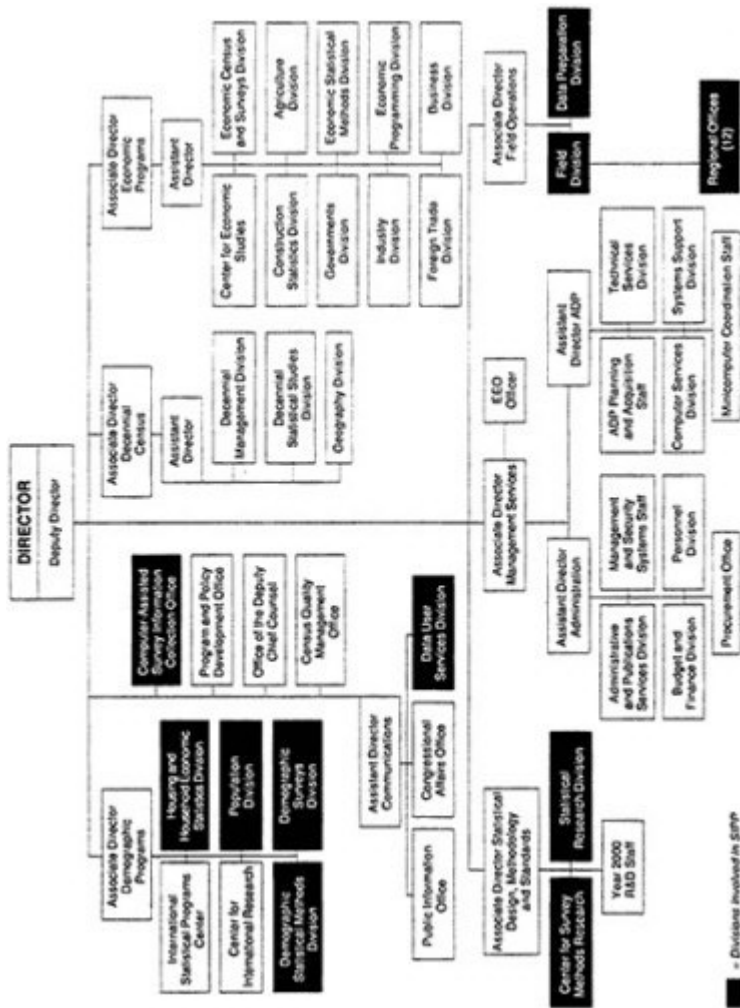 DIRECTOR
Deputy Director
Associate Director
Demographic
Programs
International
Statistical Programs
Center
Housing and
Household Economic
Statistics Division
Center for
International Research
Population
Division
Demographic
Statistical Methods
Division
Demographic
Surveys Division
Computer Assisted
Survey Information
Collection Office
Program and Policy
Development Office
Office of the Deputy
Chief Counsel
Census Quality
Management
Office
Assistant Director
Communications
Public Information
Office
Congressional
Affairs Office
Data User
Services Division
Associate Director
Decennial
Census
Assistant
Director
Decennial
Management Division
Decennial
Statistical Studies
Division
Geography Division
Associate Director
Economic
Programs
Assistant
Director
Center for Economic
Studies
Economic Census
and Surveys Division
Construction
Statistics Division
Agriculture
Division
Governments
Division
Economic Statistical
Methods Division
Industry
Division
Economic
Programming Division
Foreign Trade
Division
Business
Division
Associate Director Statistical
Design, Methodology
and Standards
Center for Survey
Methods Research
Statistical
Research Division
Year 2000
R&D Staff
Associate Director
Management Services
EEO
Officer
Assistant Director
Administration
Administrative
and Publications
Services Division
Management
and Security
Systems Staff
Budget and
Finance Division
Personnel
Division
Procurement Office
Assistant
Director ADP
ADP Planning
and Acquisition
Staff
Technical
Services
Division
Computer Services
Division
Systems Support
Division
Minicomputer Coordination Staff
Associate Director
Field Operations
Field
Division
Data Preparation
Division
Regional Offices
(12)
= Divisions involved in SIPP